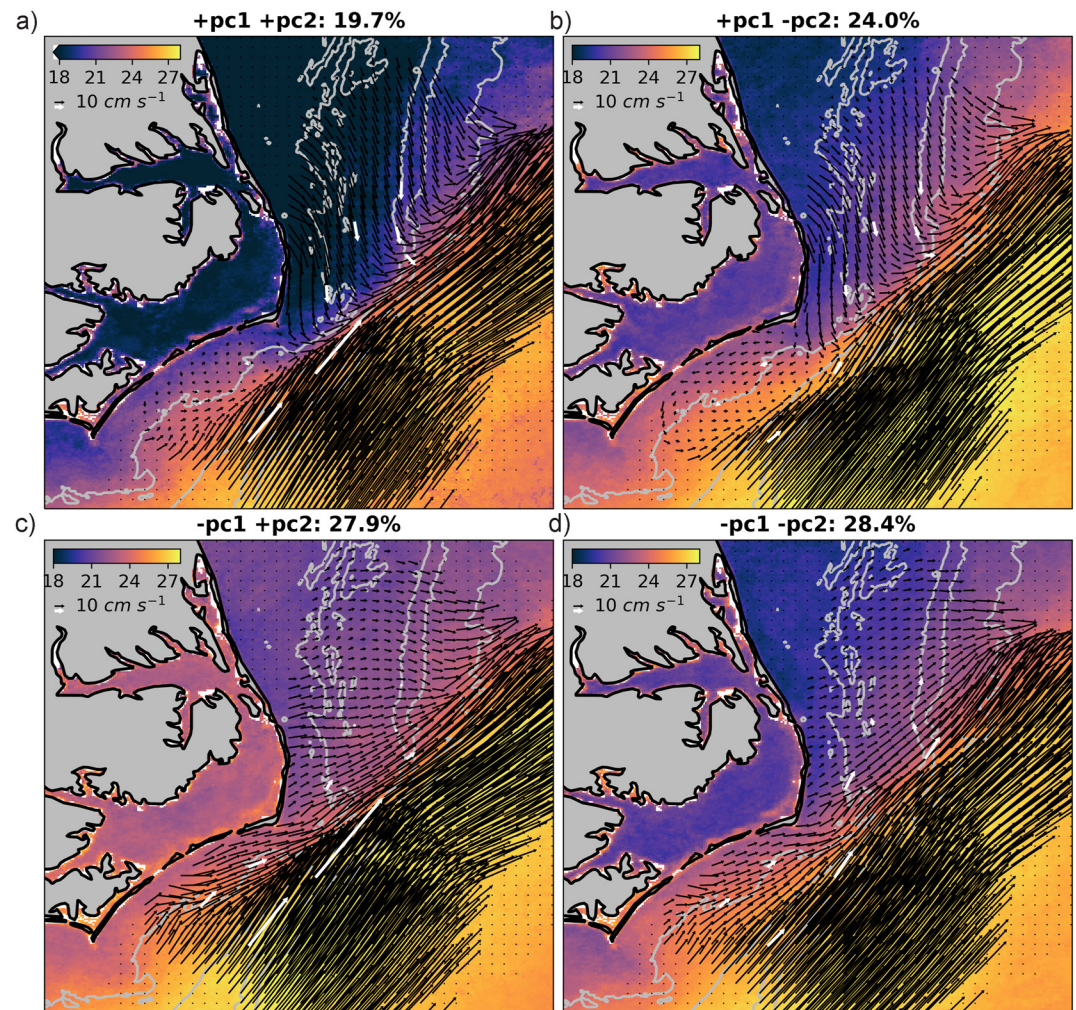 a) +pc1 +pc2: 19.7%
18 21 24 27
10 cm s⁻¹
b) +pc1 -pc2: 24.0%
18 21 24 27
10 cm s⁻¹
c) -pc1 +pc2: 27.9%
18 21 24 27
10 cm s⁻¹
d) -pc1 -pc2: 28.4%
18 21 24 27
10 cm s⁻¹